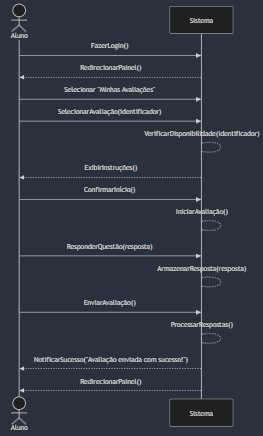 Aluno
Sistema
FazerLogin()
RedirecionarPainel()
Selecionar "Minhas Avaliações"
SelecionarAvaliação(identificador)
VerificarDisponibilidade(identificador)
ExibirInstruções()
ConfirmarInício()
IniciarAvaliação()
ResponderQuestão(resposta)
ArmazenarResposta(resposta)
EnviarAvaliação()
ProcessarRespostas()
NotificarSucesso("Avaliação enviada com sucesso!")
RedirecionarPainel()
Aluno
Sistema